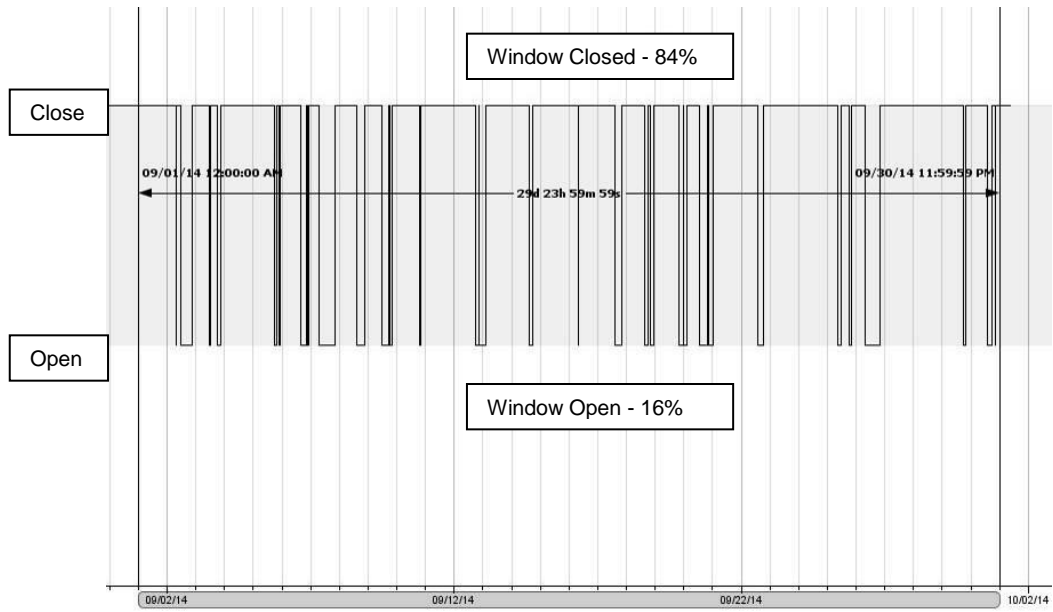 Window Closed - 84%
Close
09/01/14 12:00:00 AM
09/30/14 11:59:59 PM
29d 23h 59m 59s
Open
Window Open - 16%
09/02/14
09/12/14
09/22/14
10/02/14